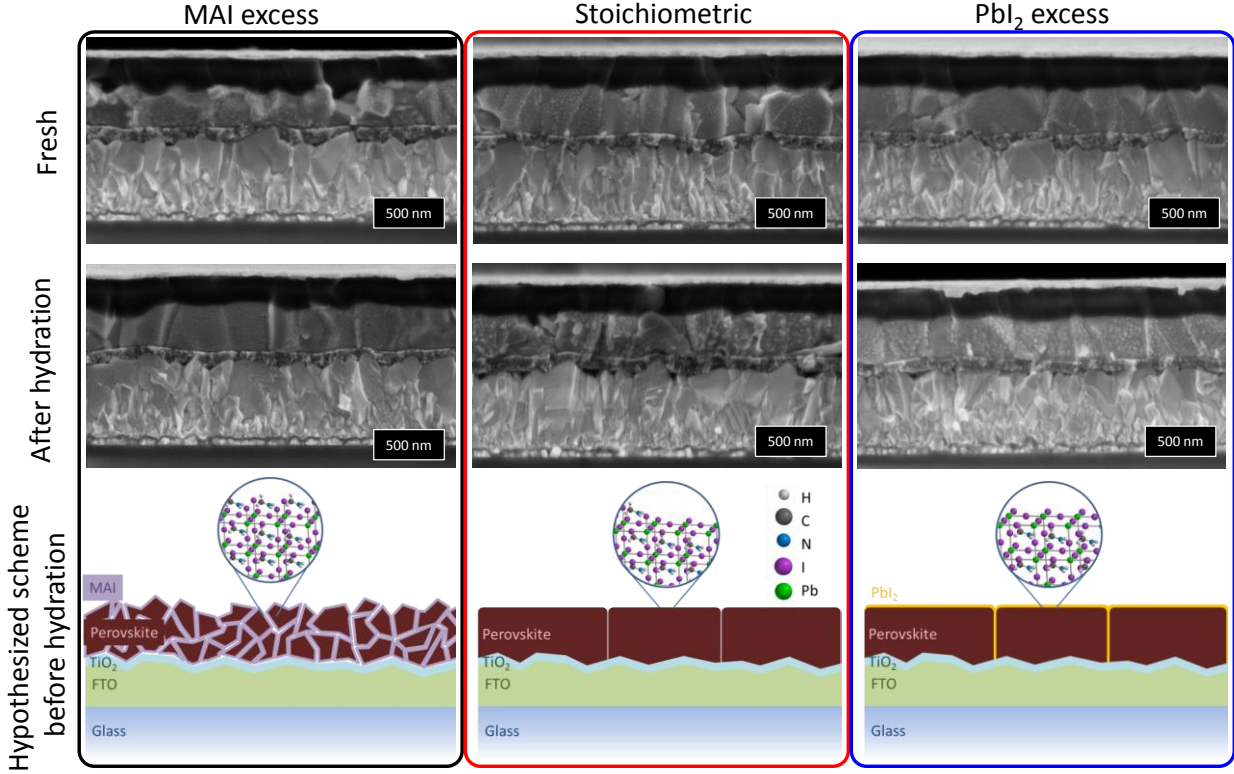 MAI excess
Stoichiometric
PbI₂ excess
Fresh
500 nm
500 nm
500 nm
After hydration
500 nm
500 nm
500 nm
Hypothesized scheme
before hydration
MAI
Perovskite
TiO₂
FTO
Glass
H
C
N
I
Pb
Perovskite
TiO₂
FTO
Glass
PbI₂
Perovskite
TiO₂
FTO
Glass